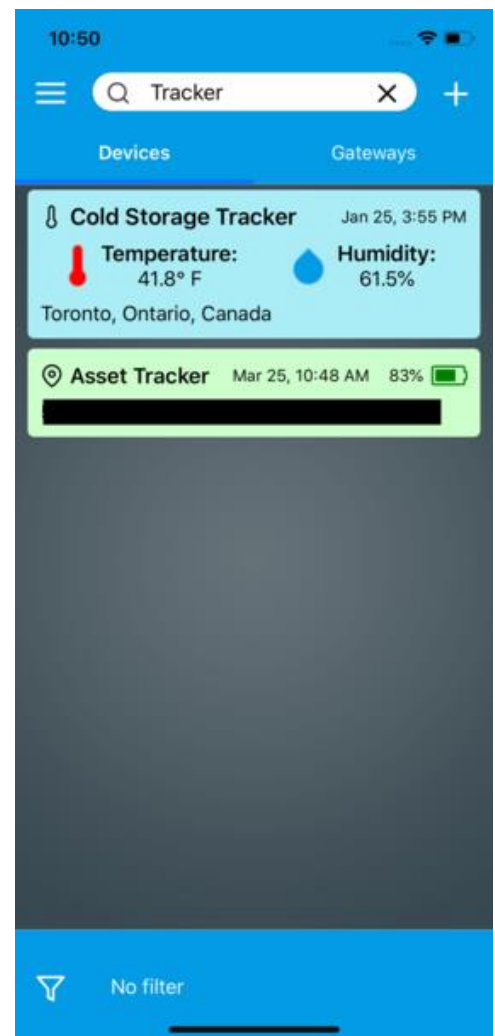 10:50
Tracker
Devices Gateways
Cold Storage Tracker Jan 25, 3:55 PM
Temperature: Humidity:
41.8° F 61.5%
Toronto, Ontario, Canada
Asset Tracker Mar 25, 10:48 AM 83%
No filter